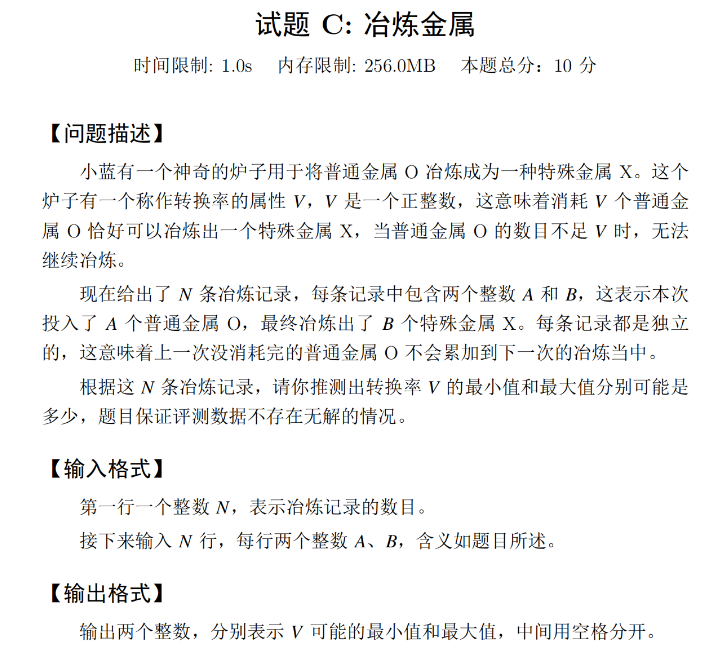 试题 C: 冶炼金属
时间限制: 1.0s 内存限制: 256.0MB 本题总分：10 分
【问题描述】
小蓝有一个神奇的炉子用于将普通金属 O 冶炼成为一种特殊金属 X。这个
炉子有一个称作转换率的属性 V，V 是一个正整数，这意味着消耗 V 个普通金
属 O 恰好可以冶炼出一个特殊金属 X，当普通金属 O 的数目不足 V 时，无法
继续冶炼。
现在给出了 N 条冶炼记录，每条记录中包含两个整数 A 和 B，这表示本次
投入了 A 个普通金属 O，最终冶炼出了 B 个特殊金属 X。每条记录都是独立
的，这意味着上一次没消耗完的普通金属 O 不会累加到下一次的冶炼当中。
根据这 N 条冶炼记录，请你推测出转换率 V 的最小值和最大值分别可能是
多少，题目保证评测数据不存在无解的情况。
【输入格式】
第一行一个整数 N，表示冶炼记录的数目。
接下来输入 N 行，每行两个整数 A、B，含义如题目所述。
【输出格式】
输出两个整数，分别表示 V 可能的最小值和最大值，中间用空格分开。